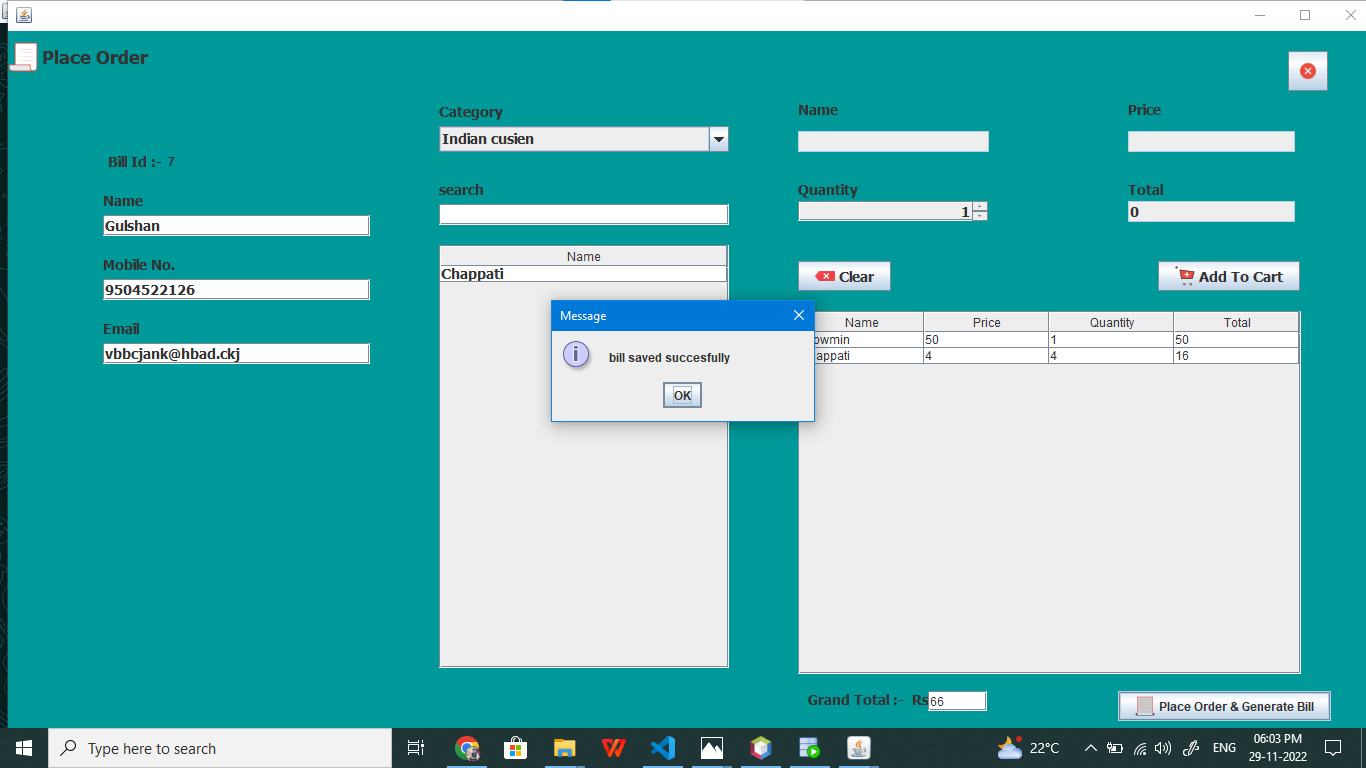 Place Order
Category
Name
Price
Indian cusien
Bill Id :- 7
search
Quantity
Total
Name
1
0
Gulshan
Name
Mobile No.
Chappati
Clear
Add To Cart
9504522126
Message
Name Price Quantity Total
Email
bill saved succesfully
owmin 50 1 50
vbbcjank@hbad.ckj
appati 4 4 16
OK
Grand Total :- Rs 66
Place Order & Generate Bill
Type here to search
22°C
ENG
06:03 PM
29-11-2022